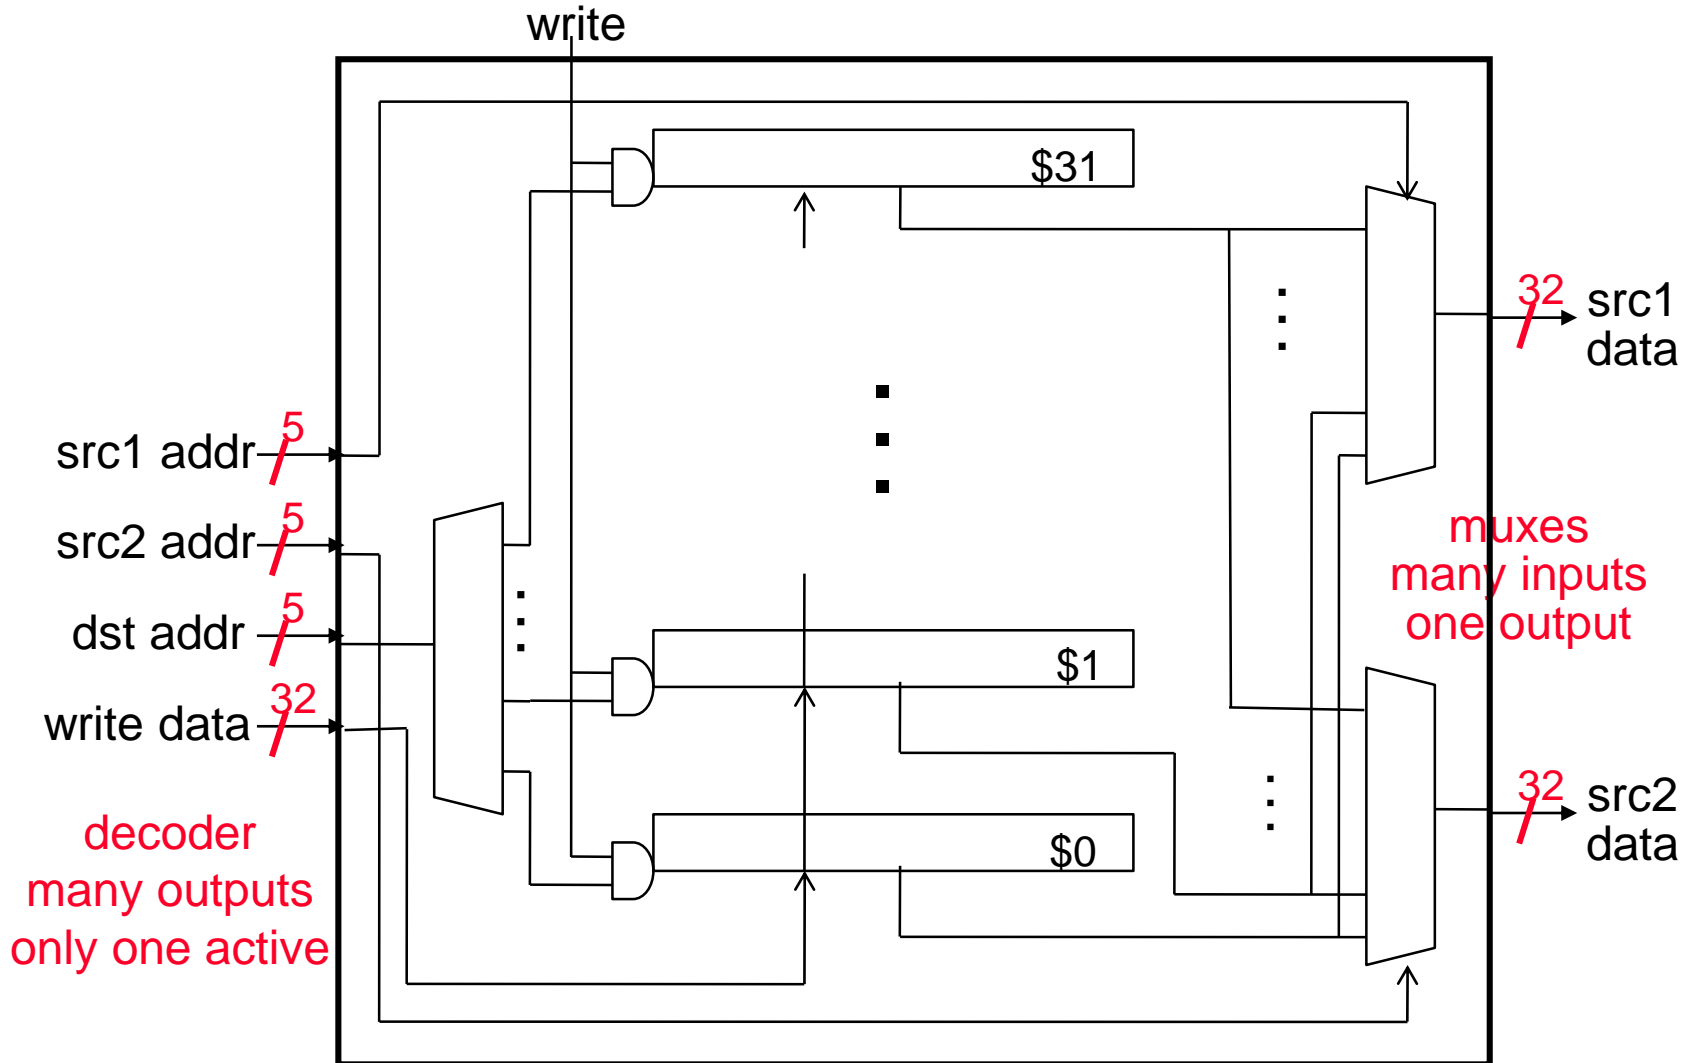 write
$31
32
src1
data
5
src1 addr
5
src2 addr
muxes
many inputs
one output
5
dst addr
$1
32
write data
32
src2
data
decoder
many outputs
only one active
$0